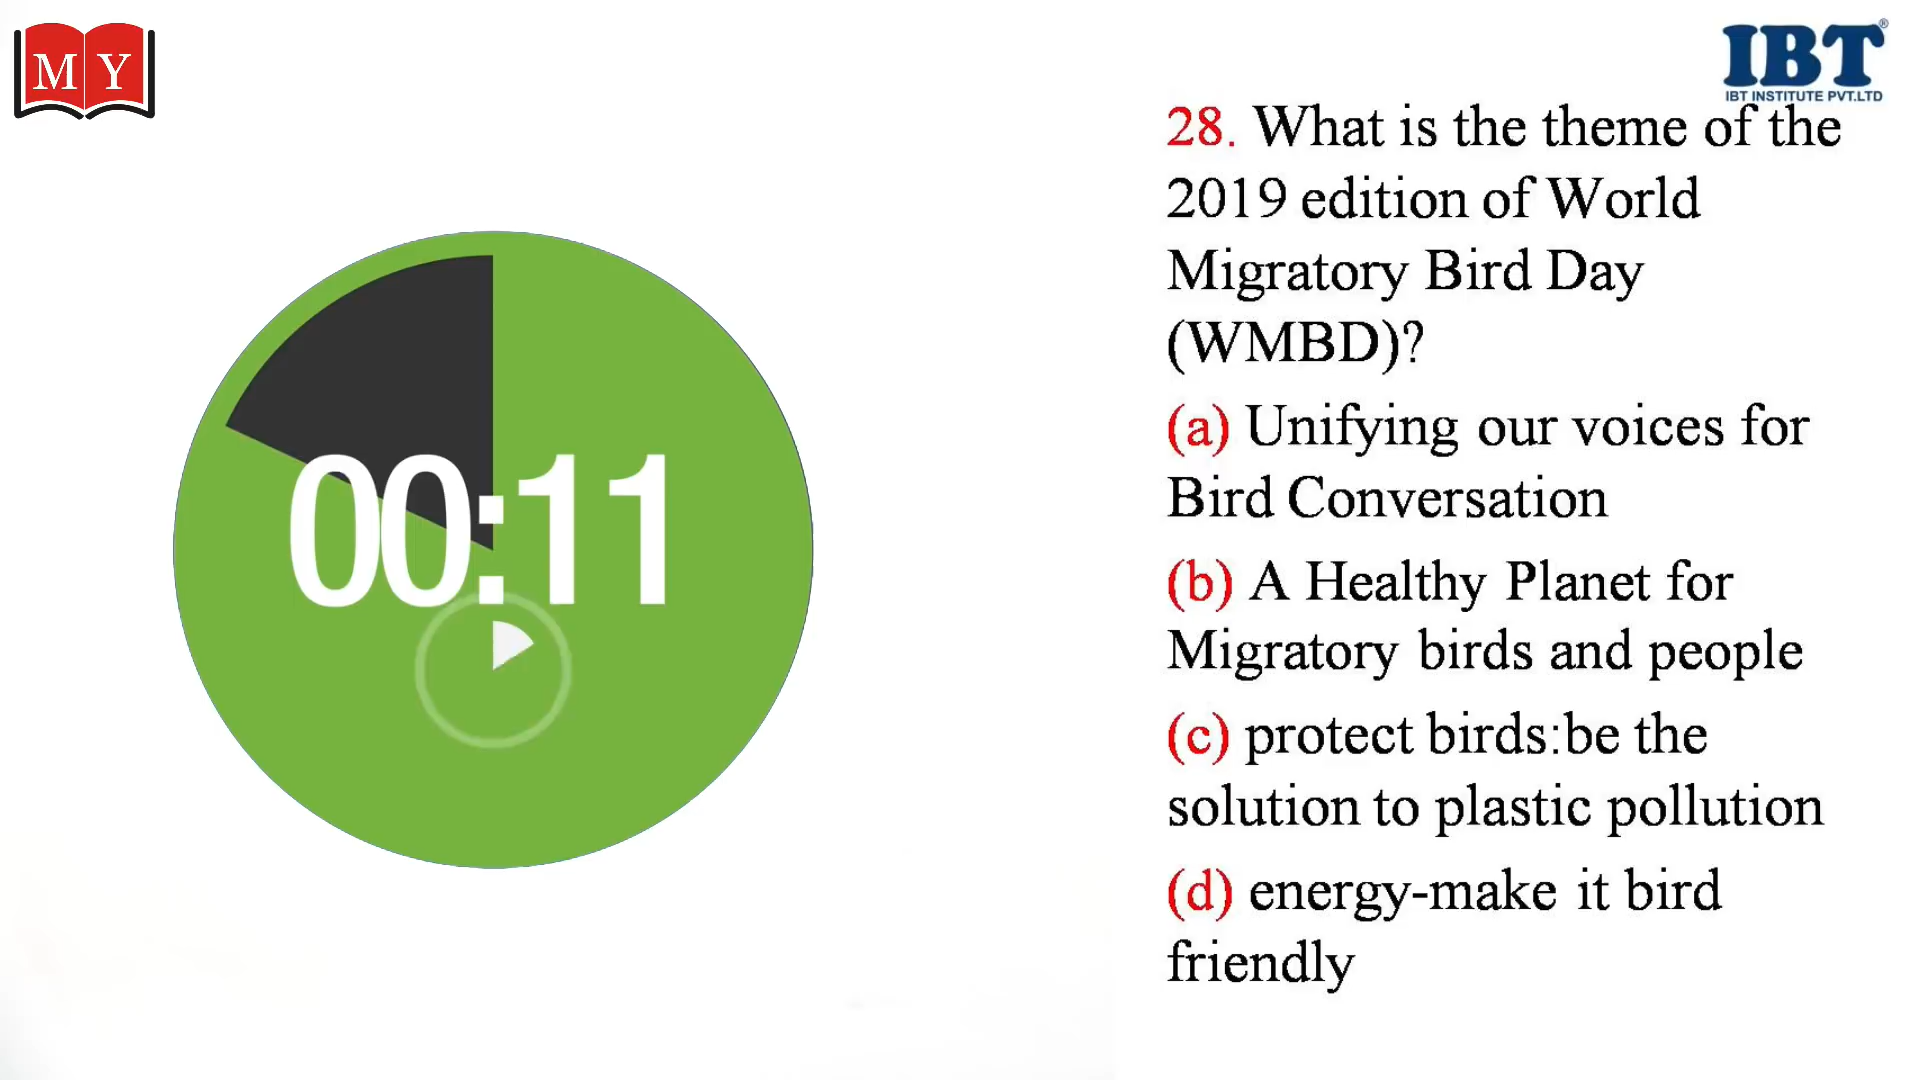 M Y
IBT
IBT INSTITUTE PVT.LTD
28. What is the theme of the
2019 edition of World
Migratory Bird Day
(WMBD)?
(a) Unifying our voices for
Bird Conversation
(b) A Healthy Planet for
Migratory birds and people
(c) protect birds:be the
solution to plastic pollution
(d) energy-make it bird
friendly
00:11